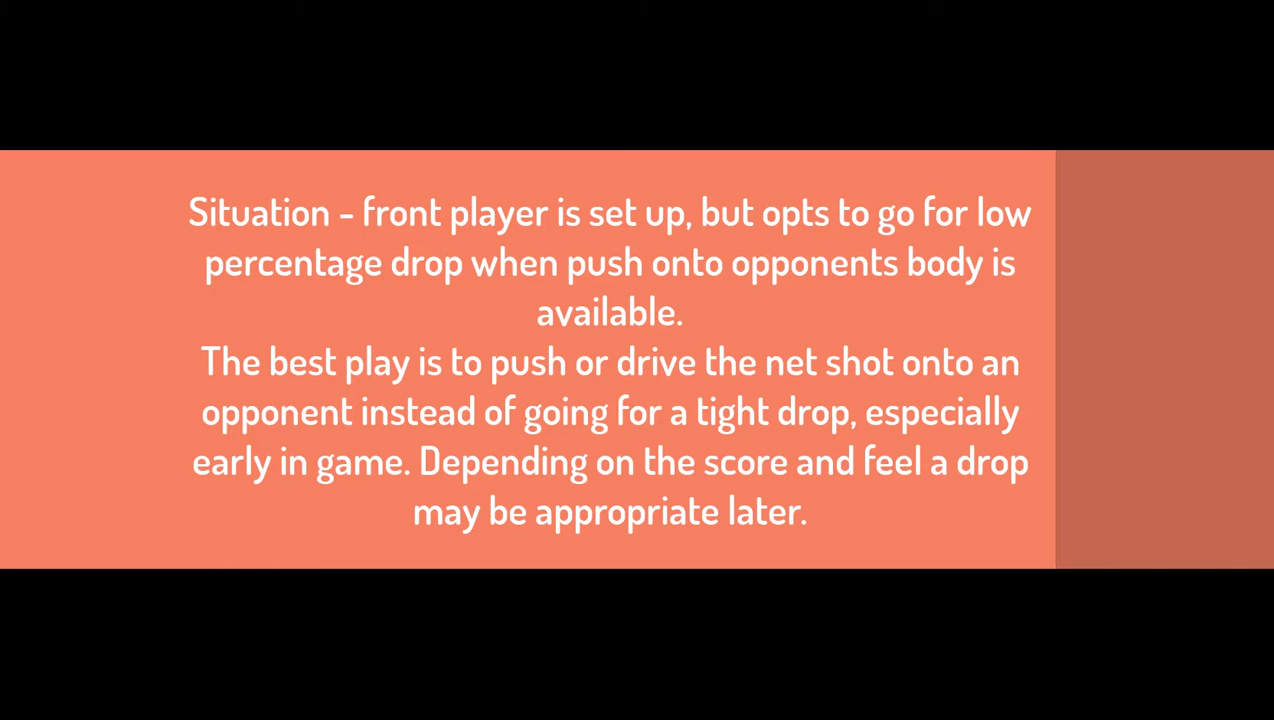 Situation - front player is set up, but opts to go for low
percentage drop when push onto opponents body is
available.
The best play is to push or drive the net shot onto an
opponent instead of going for a tight drop, especially
early in game. Depending on the score and feel a drop
may be appropriate later.